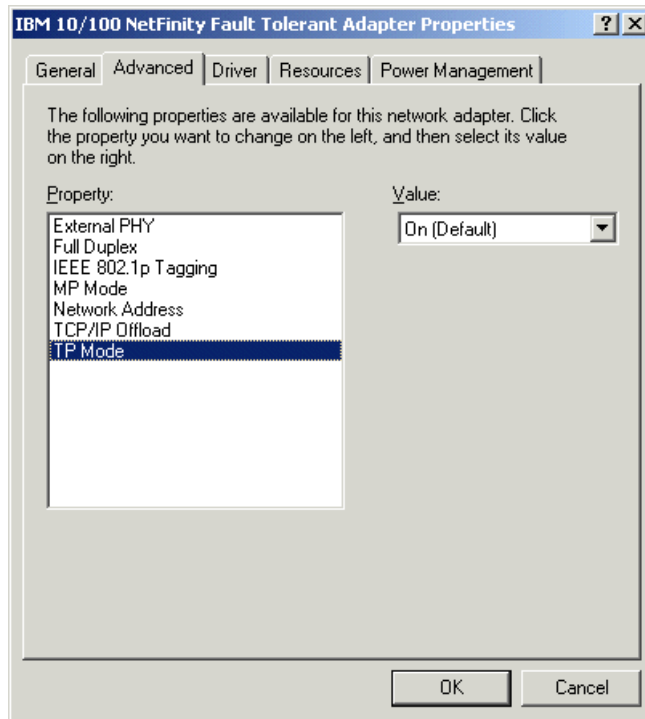 IBM 10/100 NetFinity Fault Tolerant Adapter Properties
General Advanced Driver Resources Power Management
The following properties are available for this network adapter. Click
the property you want to change on the left, and then select its value
on the right.
Property:
Value:
External PHY
Full Duplex
IEEE 802.1p Tagging
MP Mode
Network Address
TCP/IP Offload
TP Mode
On (Default)
OK Cancel